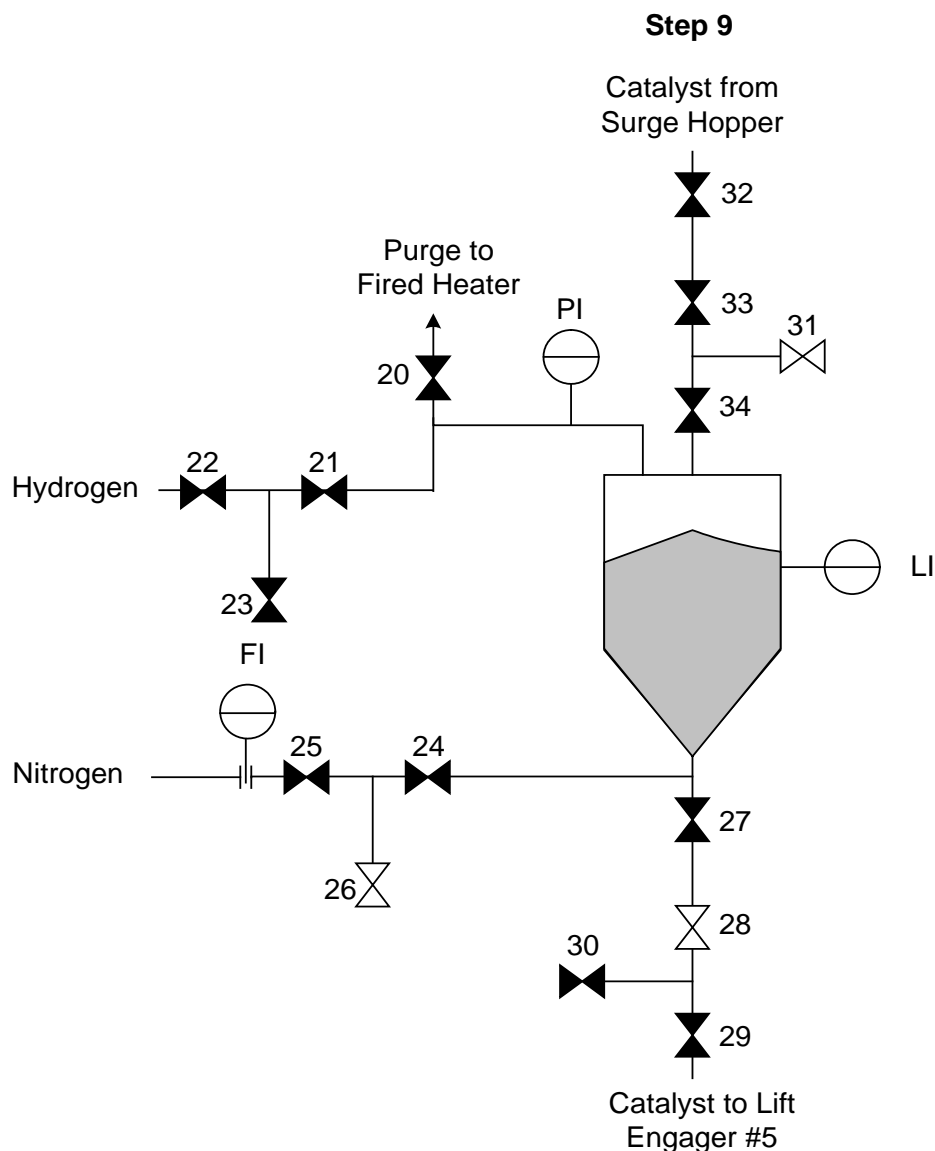 Step 9
Catalyst from
Surge Hopper
32
Purge to
Fired Heater
33
PI
31
20
34
22
21
Hydrogen
LI
23
FI
25
24
Nitrogen
27
26
28
30
29
Catalyst to Lift
Engager #5